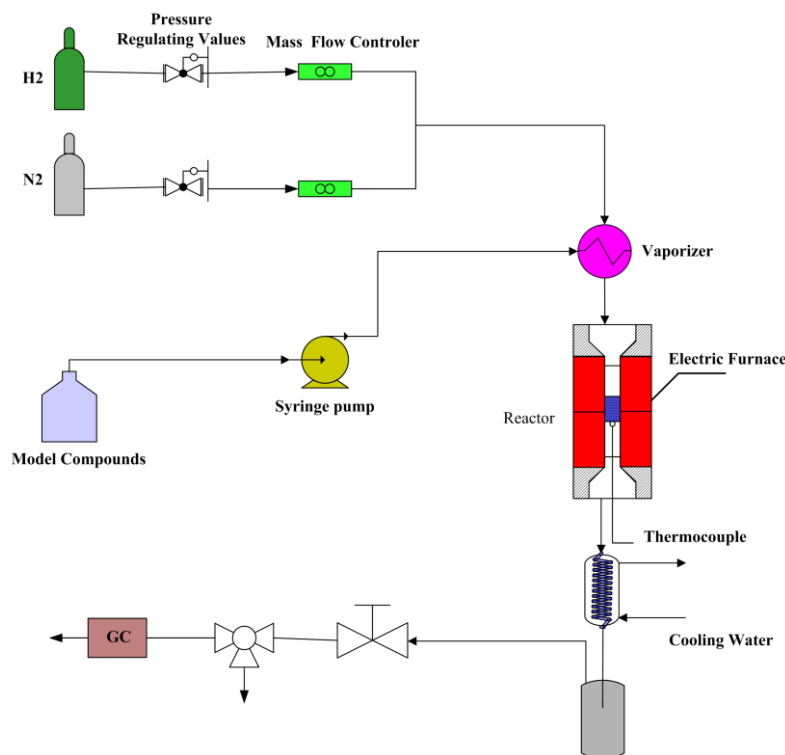 Pressure
Regulating Values
Mass Flow Controler
H2
N2
Vaporizer
Electric Furnace
Syringe pump
Reactor
Model Compounds
Thermocouple
GC
Cooling Water